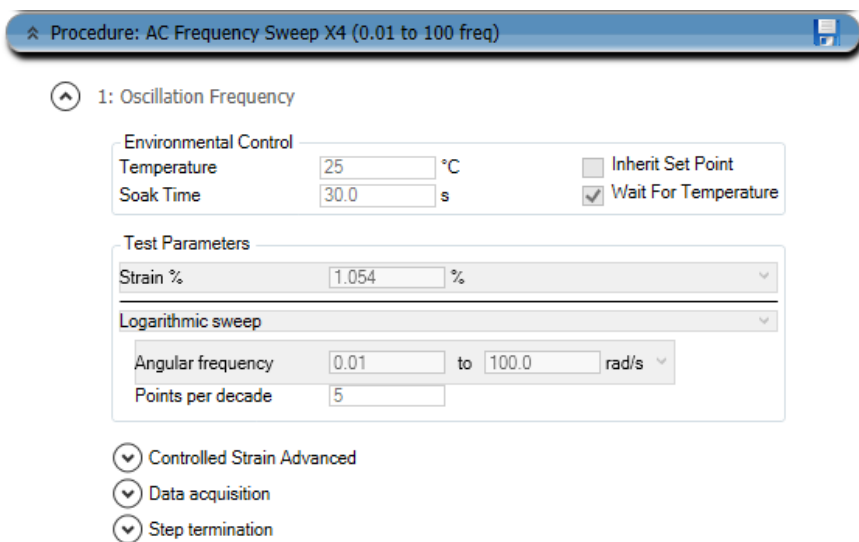 Procedure: AC Frequency Sweep X4 (0.01 to 100 freq)
1: Oscillation Frequency
Environmental Control
Temperature 25 °C Inherit Set Point
Soak Time 30.0 s Wait For Temperature
Test Parameters
Strain % 1.054 %
Logarithmic sweep
Angular frequency 0.01 to 100.0 rad/s
Points per decade 5
Controlled Strain Advanced
Data acquisition
Step termination